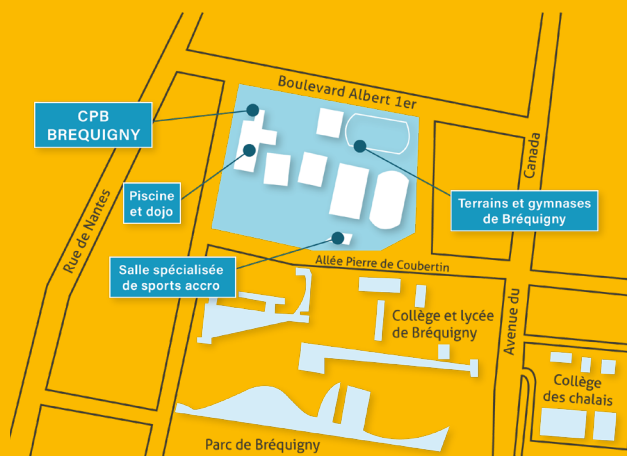 Boulevard Albert 1er
CPB
BREQUIGNY
Canada
Piscine
et dojo
Terrains et gymnases
de Bréquigny
Rue de Nantes
Salle spécialisée
de sports accro
Allée Pierre de Coubertin
Collège et lycée
de Bréquigny
Avenue du
Collège
des chalais
Parc de Bréquigny